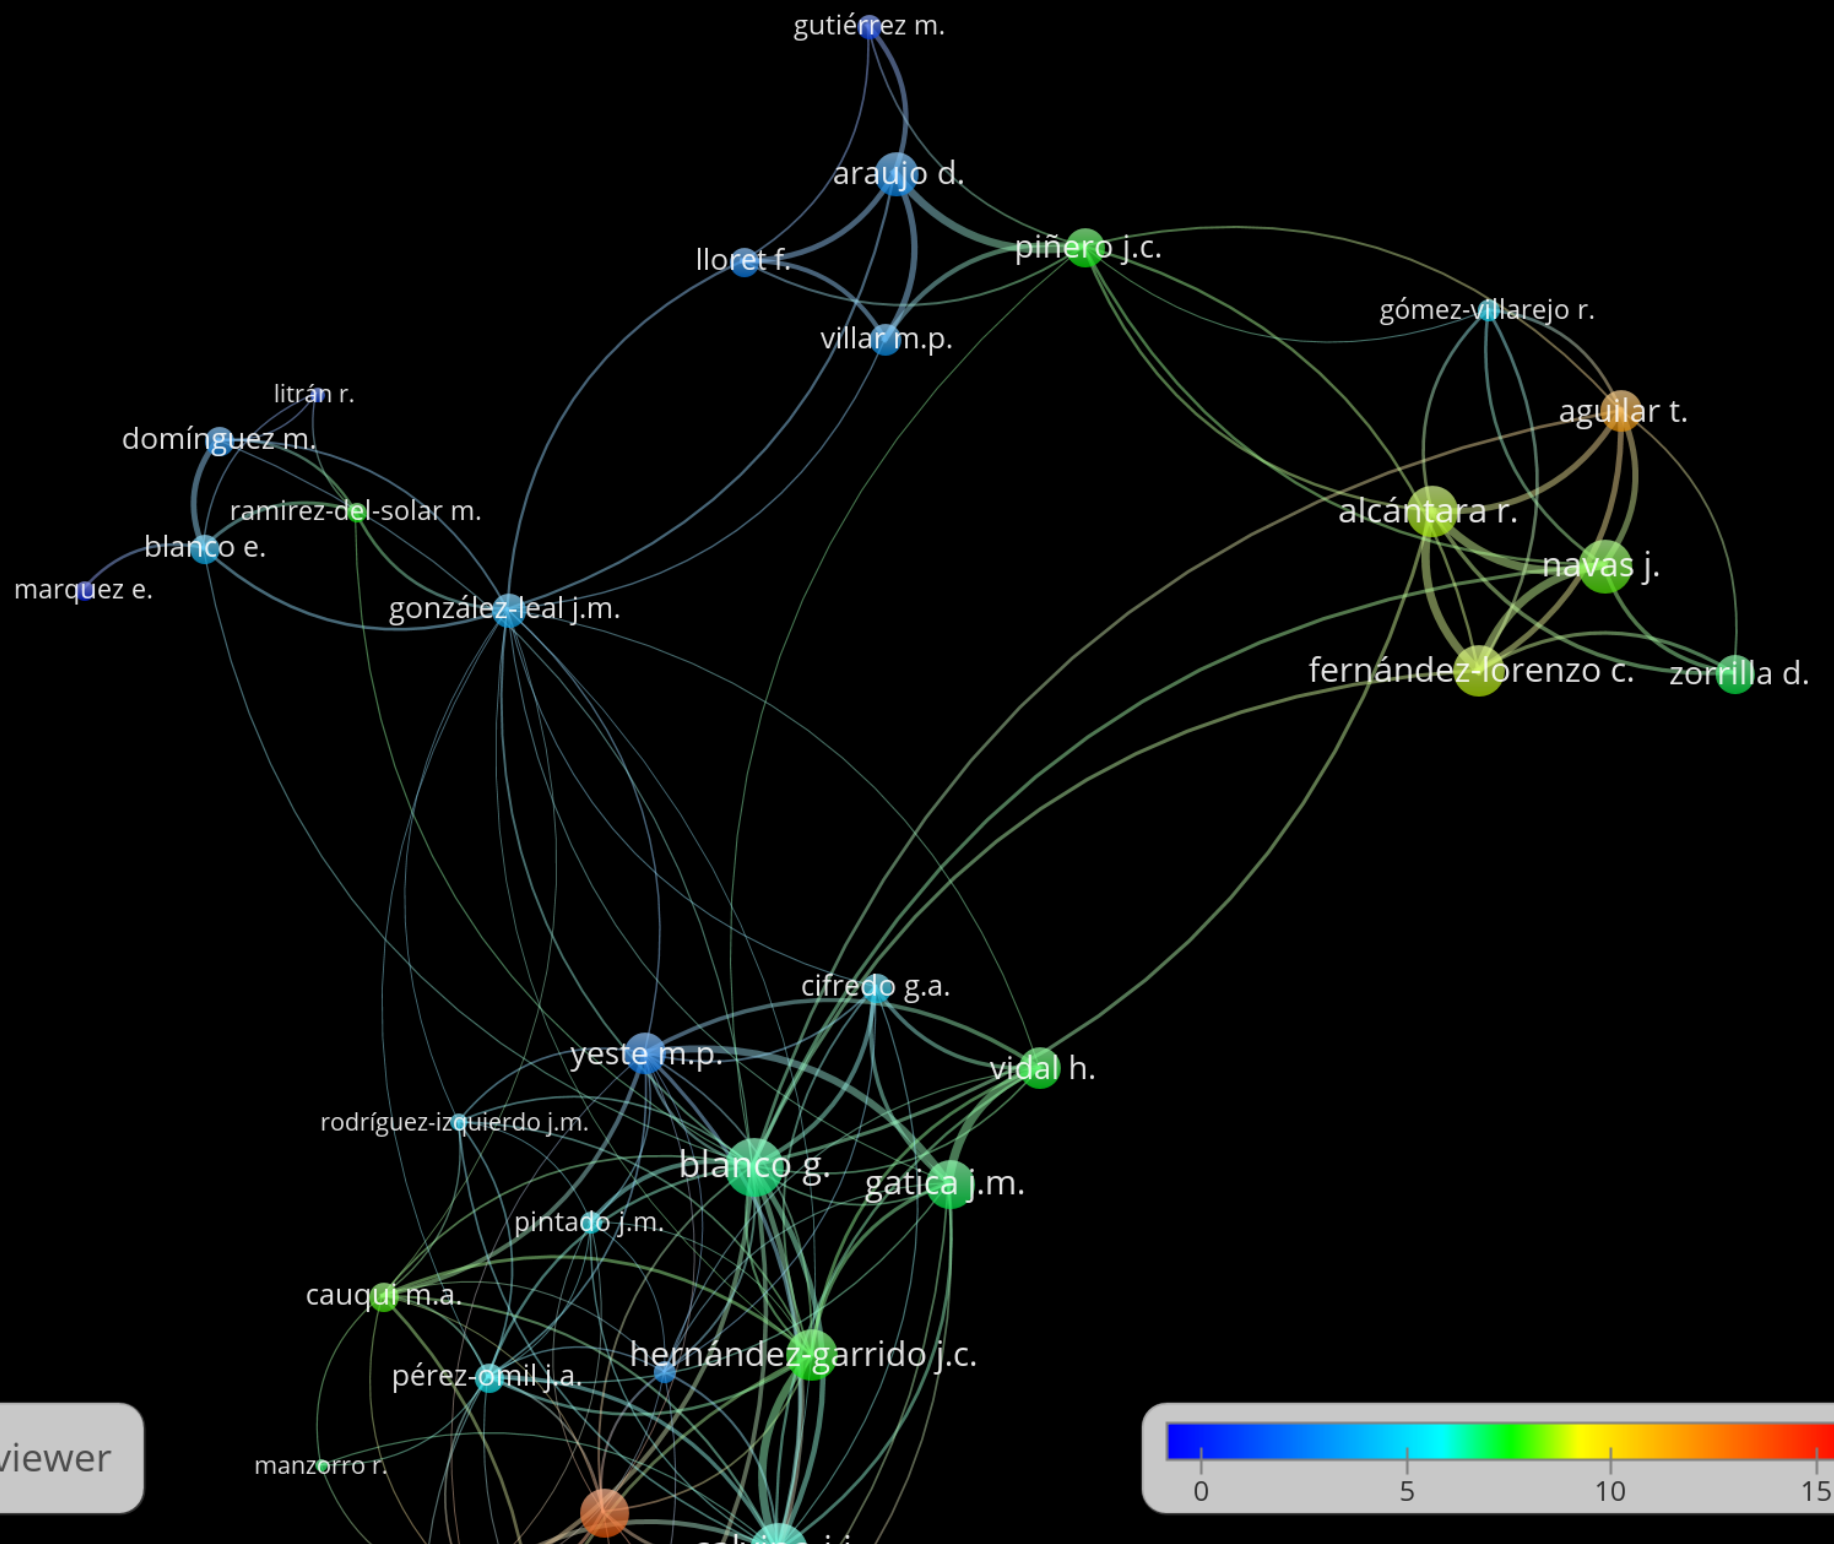 gutiérrez m.
araujo d.
piñero j.c.
lloret f.
gómez-villarejo r.
villar m.p.
litrán r.
aguilar t.
domínguez m.
ramirez-del-solar m.
alcántara r.
blanco e.
navas j.
marquez e.
gonzález-leal j.m.
fernández-lorenzo c.
zorrilla d.
cifredo g.a.
yeste m.p.
vidal h.
rodríguez-izquierdo j.m.
blanco g.
gatica j.m.
pintado j.m.
cauqui m.a.
hernández-garrido j.c.
pérez-omil j.a.
viewer
manzorro r.
0 5 10 15